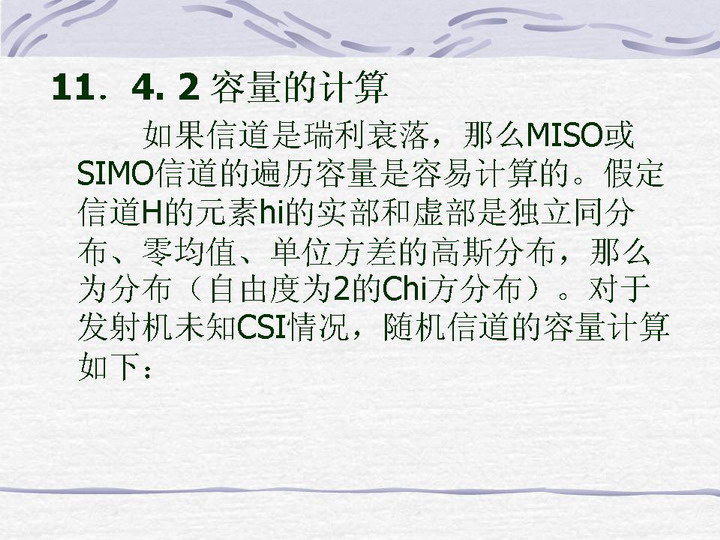 11．4. 2 容量的计算
如果信道是瑞利衰落，那么MISO或
SIMO信道的遍历容量是容易计算的。假定
信道H的元素hi的实部和虚部是独立同分
布、零均值、单位方差的高斯分布，那么
为分布（自由度为2的Chi方分布）。对于
发射机未知CSI情况，随机信道的容量计算
如下：